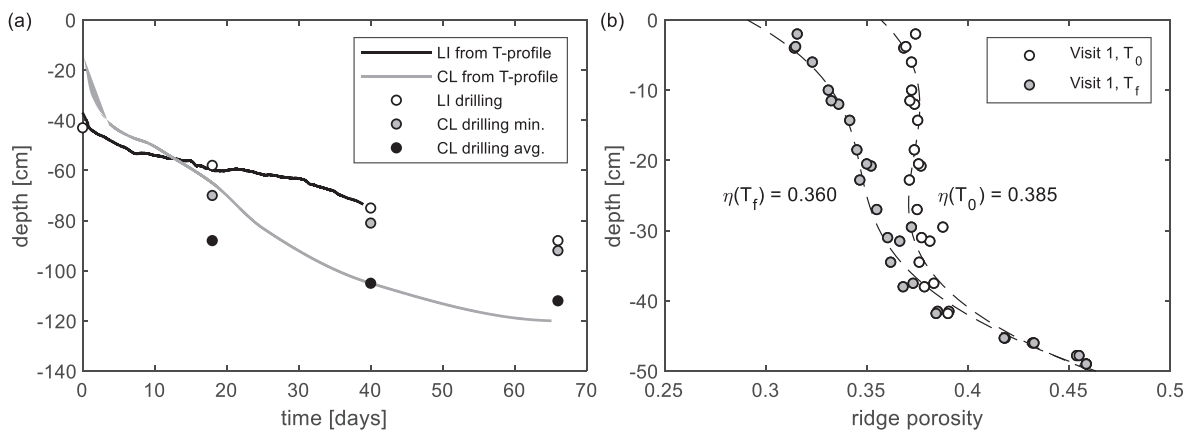 (a)
0
-20
-40
-60
-80
-100
-120
-140
depth [cm]
0 10 20 30 40 50 60 70
time [days]
LI from T-profile
CL from T-profile
LI drilling
CL drilling min.
CL drilling avg.
(b)
0
-10
-20
-30
-40
-50
depth [cm]
0.25 0.3 0.35 0.4 0.45 0.5
ridge porosity
Visit 1, T0
Visit 1, Tf
η(Tf) = 0.360
η(T0) = 0.385